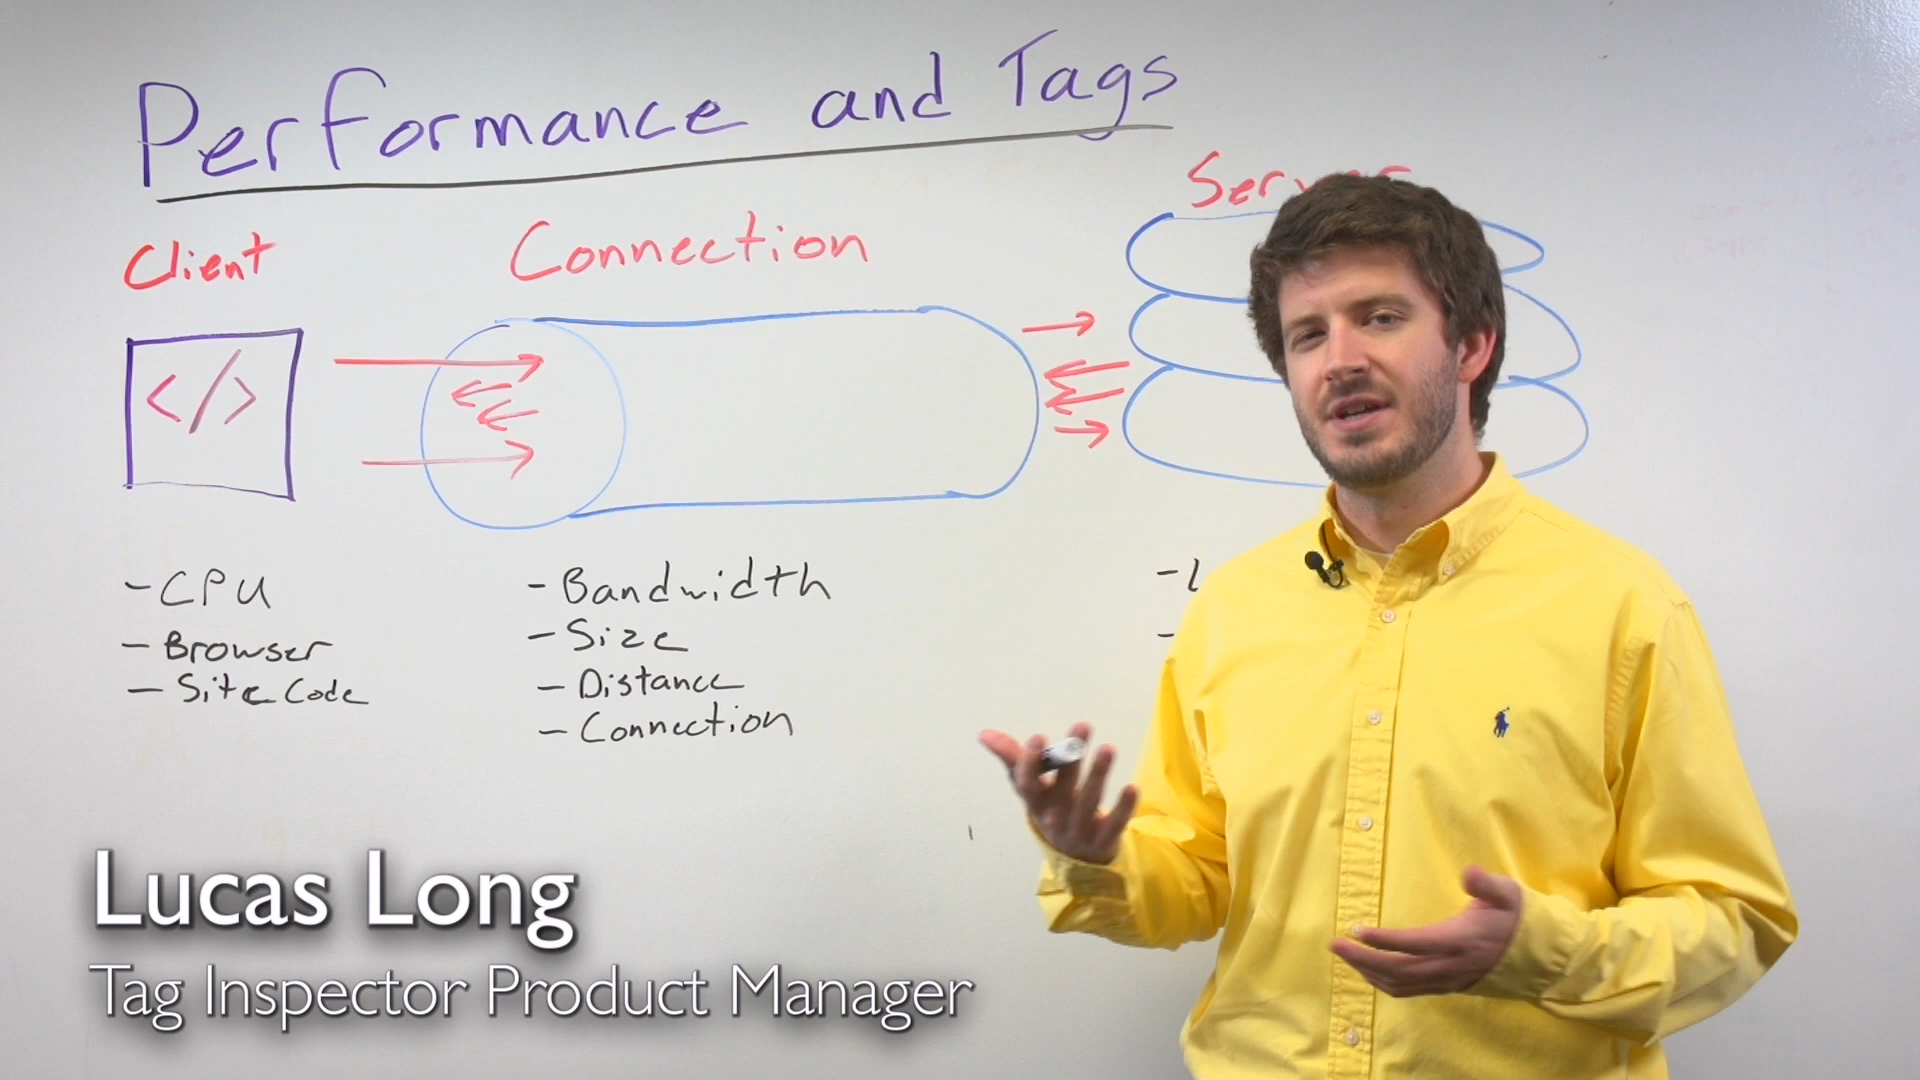 Performance and Tags
Client
Connection
Server
</>
- CPU
- Browser
- Site Code
- Bandwidth
- Size
- Distance
- Connection
Lucas Long
Tag Inspector Product Manager